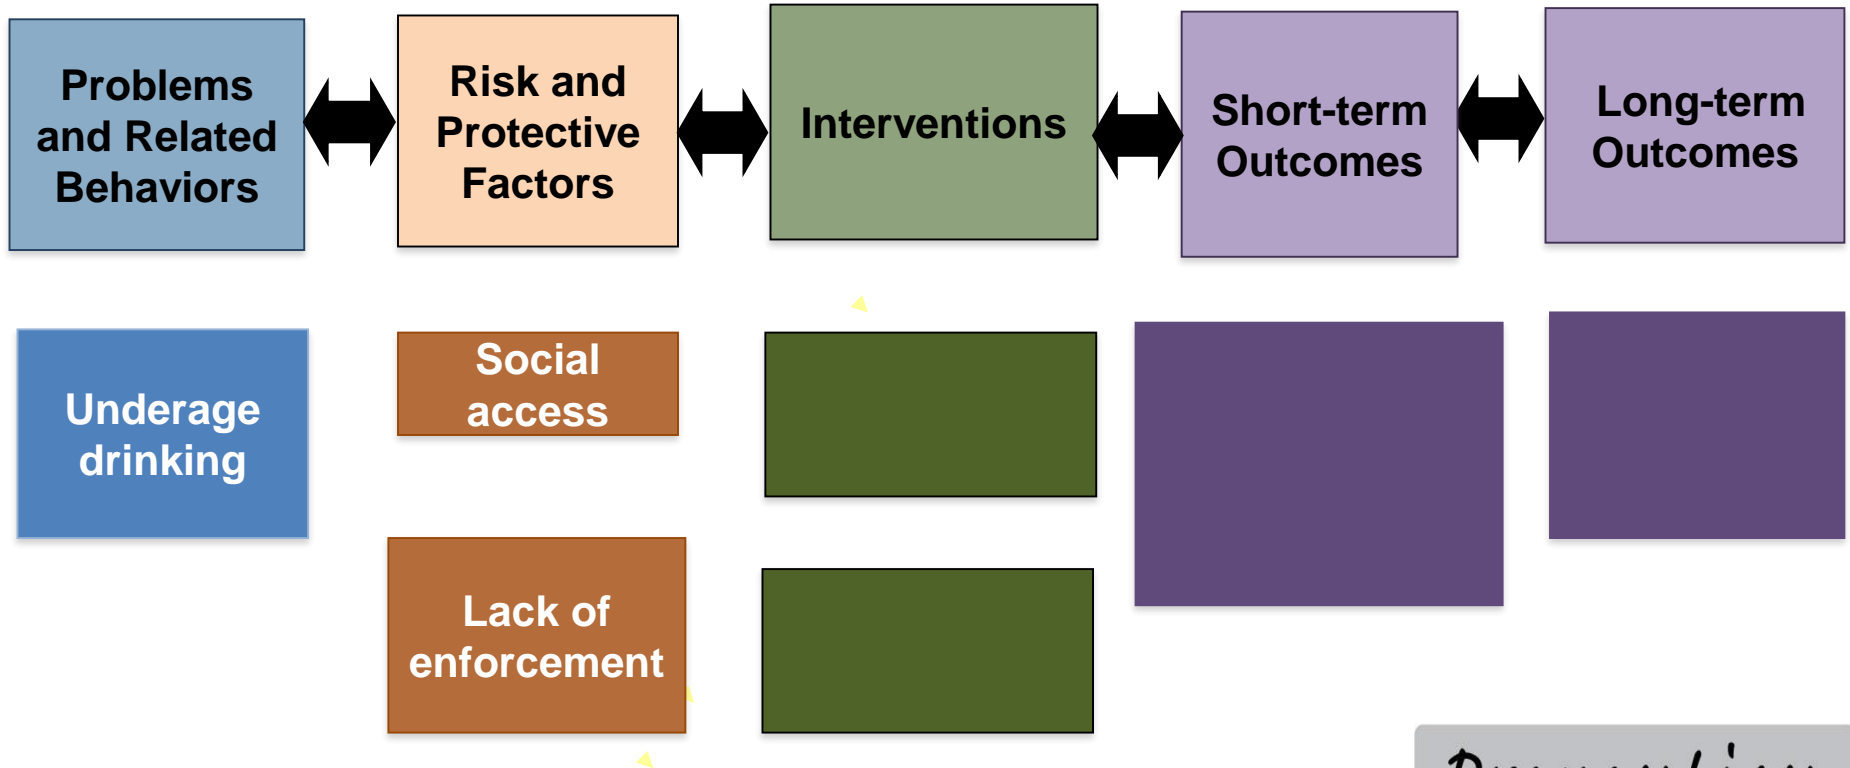 Problems
and Related
Behaviors
Risk and
Protective
Factors
Interventions
Short-term
Outcomes
Long-term
Outcomes
Underage
drinking
Social
access
Lack of
enforcement